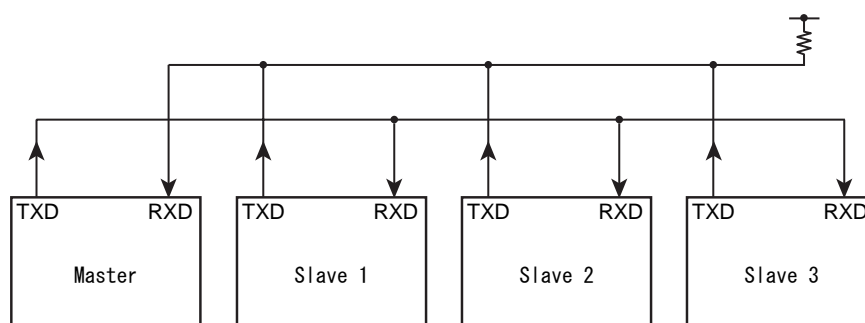 TXD RXD TXD RXD TXD RXD TXD RXD
Master Slave 1 Slave 2 Slave 3